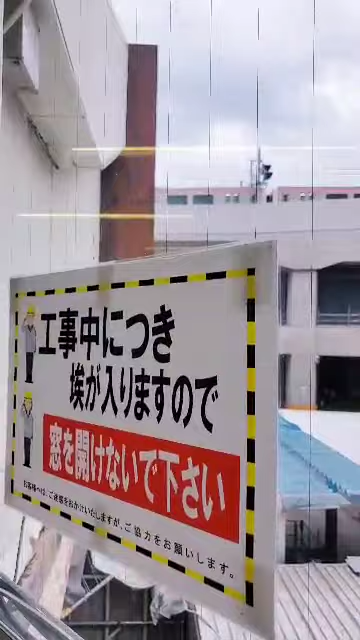 工事中につき
埃が入りますので
窓を開けないで下さい
お客様へは、ご迷惑をおかけいたしますが、ご協力をお願いします。